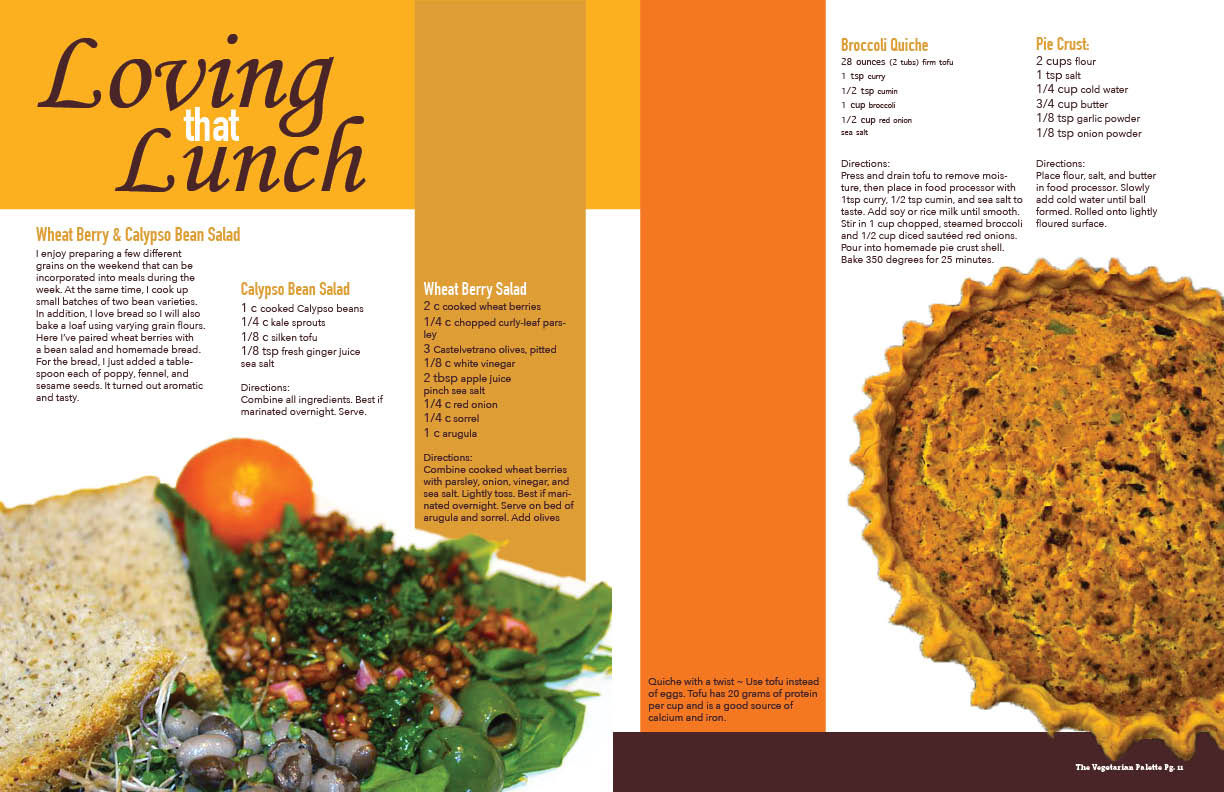 Loving
that
Lunch
Wheat Berry & Calypso Bean Salad
I enjoy preparing a few different
grains on the weekend that can be
incorporated into meals during the
week. At the same time, I cook up
small batches of two bean varieties.
In addition, I love bread so I will also
bake a loaf using varying grain flours.
Here I've paired wheat berries with
a bean salad and homemade bread.
For the bread, I just added a table-
spoon each of poppy, fennel, and
sesame seeds. It turned out aromatic
and tasty.
Calypso Bean Salad
1 c cooked Calypso beans
1/4 c kale sprouts
1/8 c silken tofu
1/8 tsp fresh ginger juice
sea salt
Directions:
Combine all ingredients. Best if
marinated overnight. Serve.
Wheat Berry Salad
2 c cooked wheat berries
1/4 c chopped curly-leaf pars-
ley
3 Castelvetrano olives, pitted
1/8 c white vinegar
2 tbsp apple juice
pinch sea salt
1/4 c red onion
1/4 c sorrel
1 c arugula
Directions:
Combine cooked wheat berries
with parsley, onion, vinegar, and
sea salt. Lightly toss. Best if mari-
nated overnight. Serve on bed of
arugula and sorrel. Add olives
Quiche with a twist ~ Use tofu instead
of eggs. Tofu has 20 grams of protein
per cup and is a good source of
calcium and iron.
Broccoli Quiche
28 ounces (2 tubs) firm tofu
1 tsp curry
1/2 tsp cumin
1 cup broccoli
1/2 cup red onion
sea salt
Directions:
Press and drain tofu to remove mois-
ture, then place in food processor with
1tsp curry, 1/2 tsp cumin, and sea salt to
taste. Add soy or rice milk until smooth.
Stir in 1 cup chopped, steamed broccoli
and 1/2 cup diced sautéed red onions.
Pour into homemade pie crust shell.
Bake 350 degrees for 25 minutes.
Pie Crust:
2 cups flour
1 tsp salt
1/4 cup cold water
3/4 cup butter
1/8 tsp garlic powder
1/8 tsp onion powder
Directions:
Place flour, salt, and butter
in food processor. Slowly
add cold water until ball
formed. Rolled onto lightly
floured surface.
The Vegetarian Palette Pg. 11